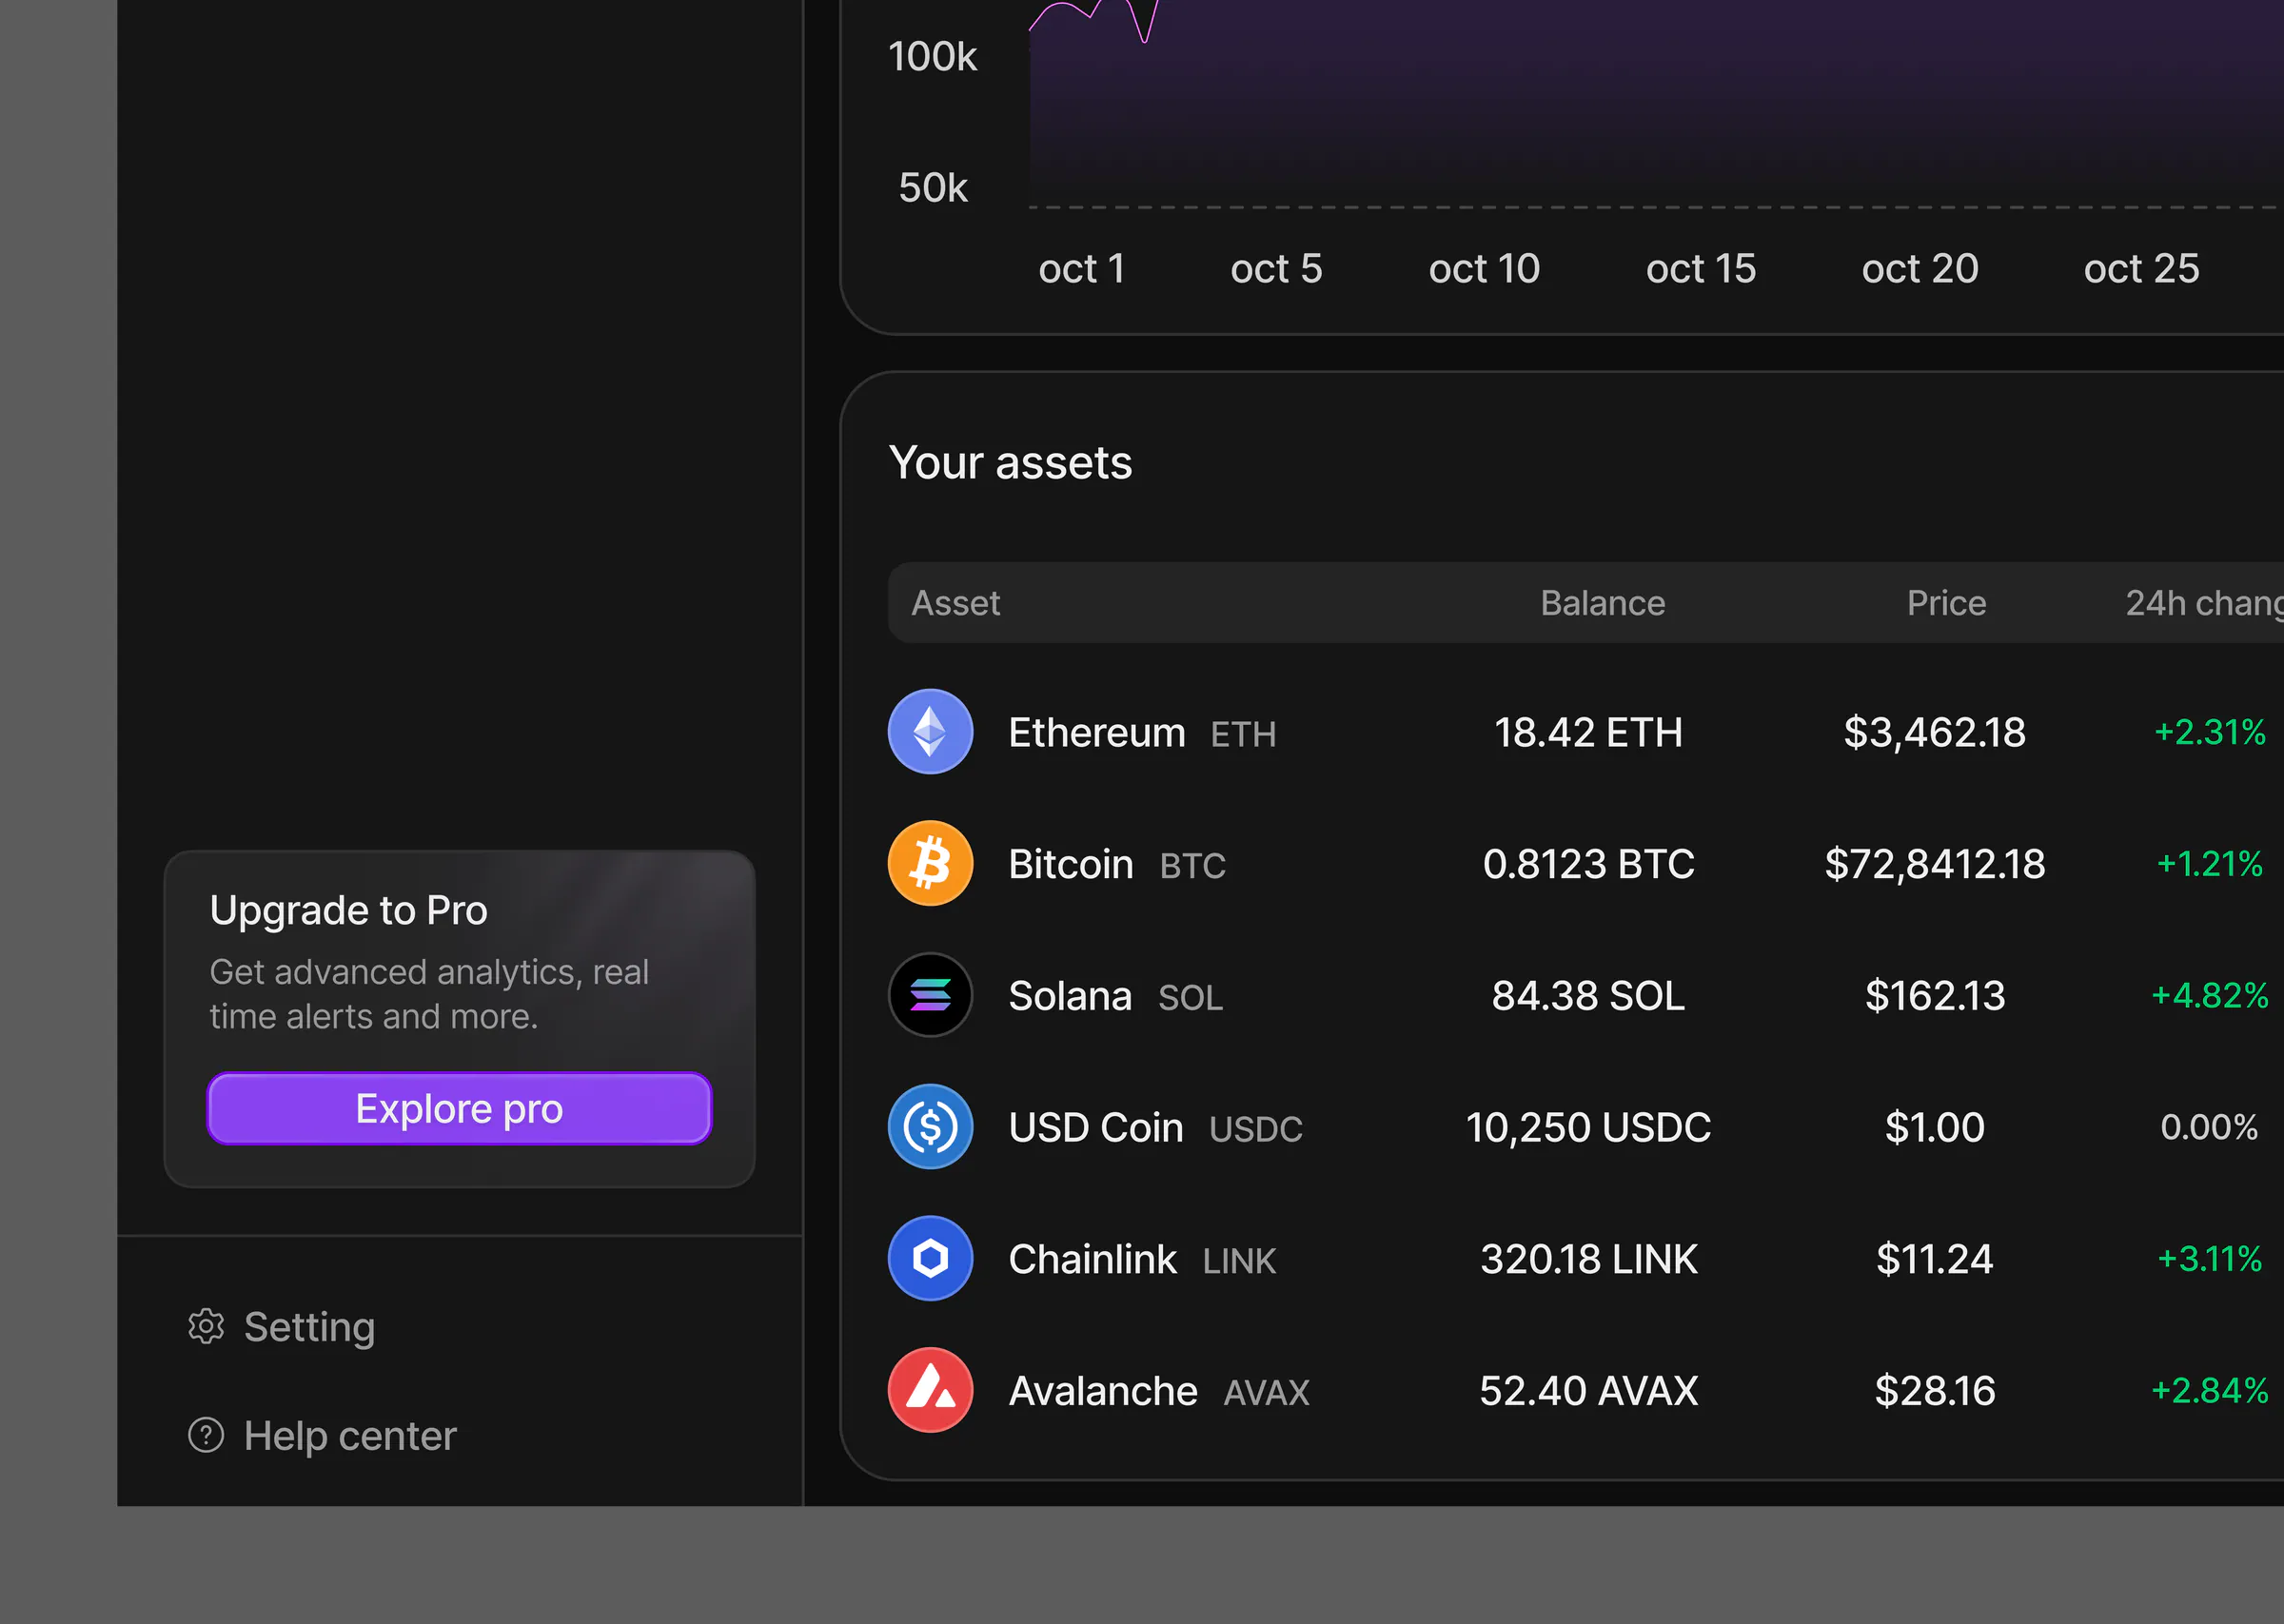 100k
50k
oct 1 oct 5 oct 10 oct 15 oct 20 oct 25
Your assets
Asset Balance Price 24h chang
Ethereum ETH 18.42 ETH $3,462.18 +2.31%
Bitcoin BTC 0.8123 BTC $72,8412.18 +1.21%
Solana SOL 84.38 SOL $162.13 +4.82%
USD Coin USDC 10,250 USDC $1.00 0.00%
Chainlink LINK 320.18 LINK $11.24 +3.11%
Avalanche AVAX 52.40 AVAX $28.16 +2.84%
Upgrade to Pro
Get advanced analytics, real
time alerts and more.
Explore pro
Setting
Help center